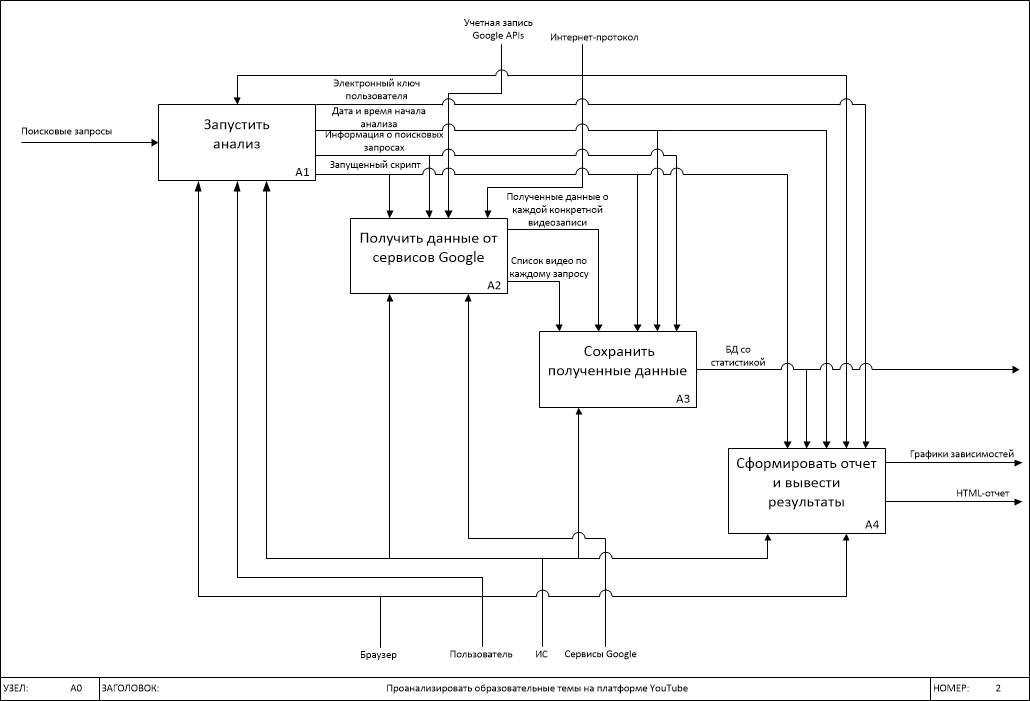 Учетная запись
Google APIs
Интернет-протокол
Электронный ключ
пользователя
Поисковые запросы
Запустить
анализ
A1
Дата и время начала
анализа
Информация о поисковых
запросах
Запущенный скрипт
Полученные данные о
каждой конкретной
видеозаписи
Получить данные от
сервисов Google
A2
Список видео по
каждому запросу
Сохранить
полученные данные
A3
БД со
статистикой
Сформировать отчет
и вывести
результаты
A4
Графики зависимостей
HTML-отчет
Браузер
Пользователь
ИС
Сервисы Google
УЗЕЛ:
A0
ЗАГОЛОВОК:
Проанализировать образовательные темы на платформе YouTube
НОМЕР:
2